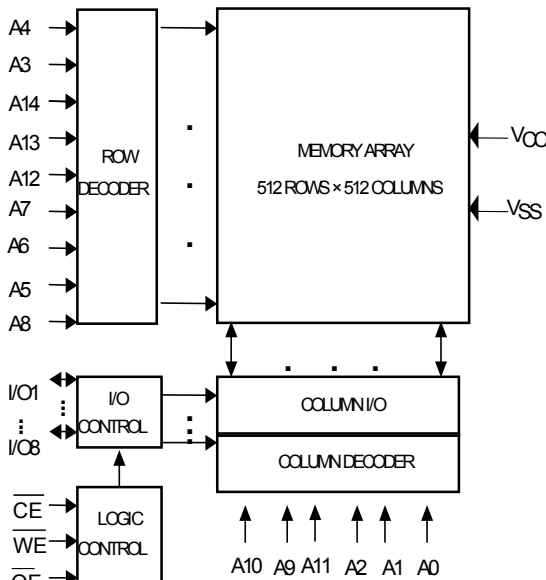 A4
A3
A14
A13
A12
A7
A6
A5
A8
ROW
DECODER
MEMORY ARRAY
512 ROWS × 512 COLUMNS
VCC
VSS
I/O1
I/O8
I/O
CONTROL
COLUMN I/O
COLUMN DECODER
CE
WE
OE
LOGIC
CONTROL
A10 A9 A11 A2 A1 A0